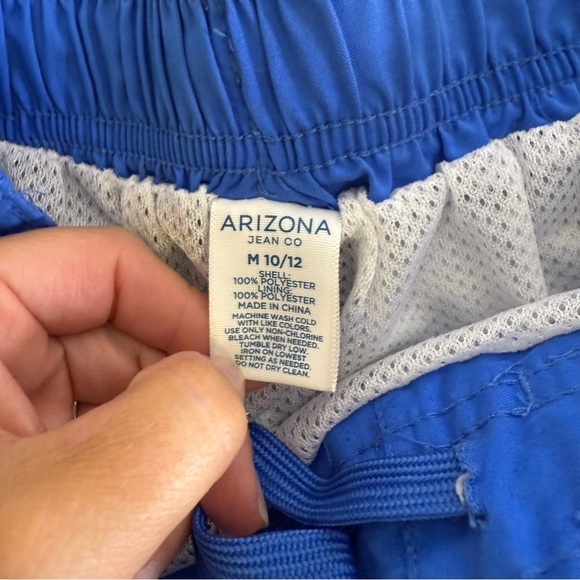 ARIZONA
JEAN CO
M 10/12
SHELL:
100% POLYESTER
LINING:
100% POLYESTER
MADE IN CHINA
MACHINE WASH COLD
WITH LIKE COLORS.
USE ONLY NON-CHLORINE
BLEACH WHEN NEEDED.
TUMBLE DRY LOW.
IRON ON LOWEST
SETTING AS NEEDED.
DO NOT DRY CLEAN.